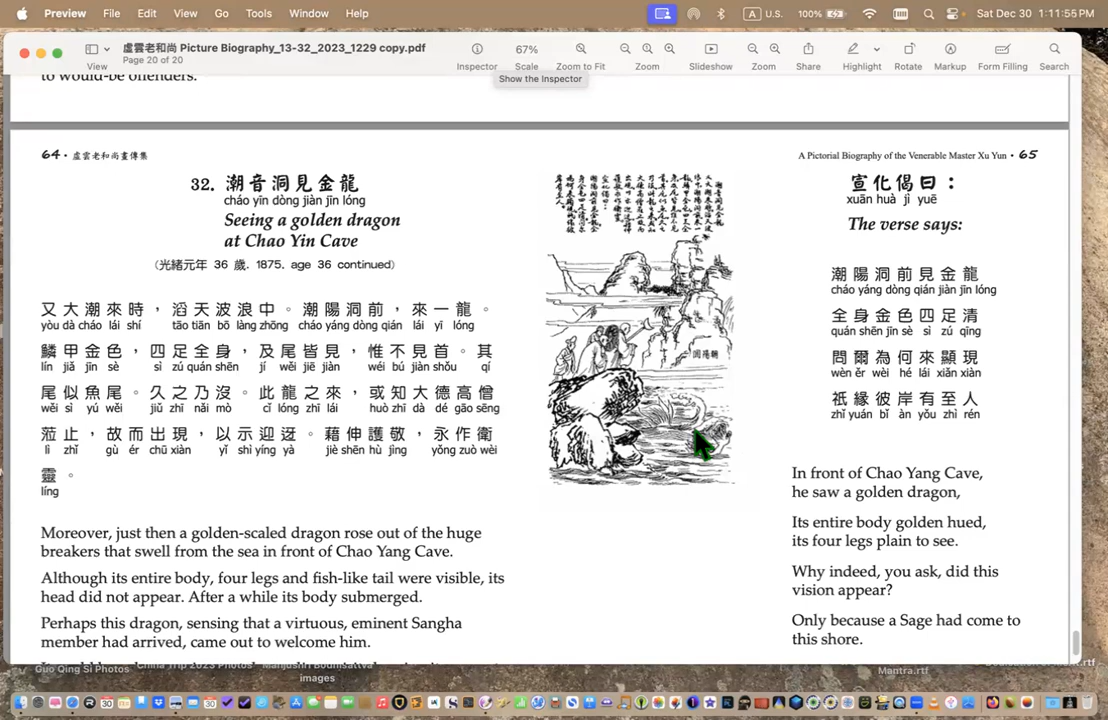 Preview File Edit View Go Tools Window Help
A U.S. 100% Sat Dec 30 1:11:55 PM
虛雲老和尚 Picture Biography_13-32_2023_1229 copy.pdf
Page 20 of 20
67%
View Inspector Scale Zoom to Fit Zoom Slideshow Zoom Share Highlight Rotate Markup Form Filling Search
Show the Inspector
to would-be offenders.
64 • 虛雲老和尚畫傳集
32. 潮音洞見金龍
cháo yīn dòng jiàn jīn lóng
Seeing a golden dragon
at Chao Yin Cave
(光緒元年 36 歲. 1875. age 36 continued)
又大潮來時，滔天波浪中。潮陽洞前，來一龍。
yòu dà cháo lái shí tāo tiān bō làng zhōng cháo yáng dòng qián lái yī lóng
鱗甲金色，四足全身，及尾皆見，惟不見首。其
lín jiǎ jīn sè sì zú quán shēn jí wěi jiē jiàn wéi bú jiàn shǒu qí
尾似魚尾。久之乃沒。此龍之來，或知大德高僧
wěi sì yú wěi jiǔ zhī nǎi mò cǐ lóng zhī lái huò zhī dà dé gāo sēng
蒞止，故而出現，以示迎迓。藉伸護敬，永作衛
lì zhǐ gù ér chū xiàn yǐ shì yíng yà jiè shēn hù jìng yǒng zuò wèi
靈。
líng
Moreover, just then a golden-scaled dragon rose out of the huge
breakers that swell from the sea in front of Chao Yang Cave.
Although its entire body, four legs and fish-like tail were visible, its
head did not appear. After a while its body submerged.
Perhaps this dragon, sensing that a virtuous, eminent Sangha
member had arrived, came out to welcome him.
A Pictorial Biography of the Venerable Master Xu Yun • 65
宣化偈曰：
xuān huà jì yuē
The verse says:
潮陽洞前見金龍
cháo yáng dòng qián jiàn jīn lóng
全身金色四足清
quán shēn jīn sè sì zú qīng
問爾為何來顯現
wèn ěr wèi hé lái xiǎn xiàn
祇緣彼岸有至人
zhǐ yuán bǐ àn yǒu zhì rén
In front of Chao Yang Cave,
he saw a golden dragon,
Its entire body golden hued,
its four legs plain to see.
Why indeed, you ask, did this
vision appear?
Only because a Sage had come to
this shore.
Guo Qing Si Photos China Trip 2023 Photos Manjushri Bodhisattva
images
Mantra.rtf